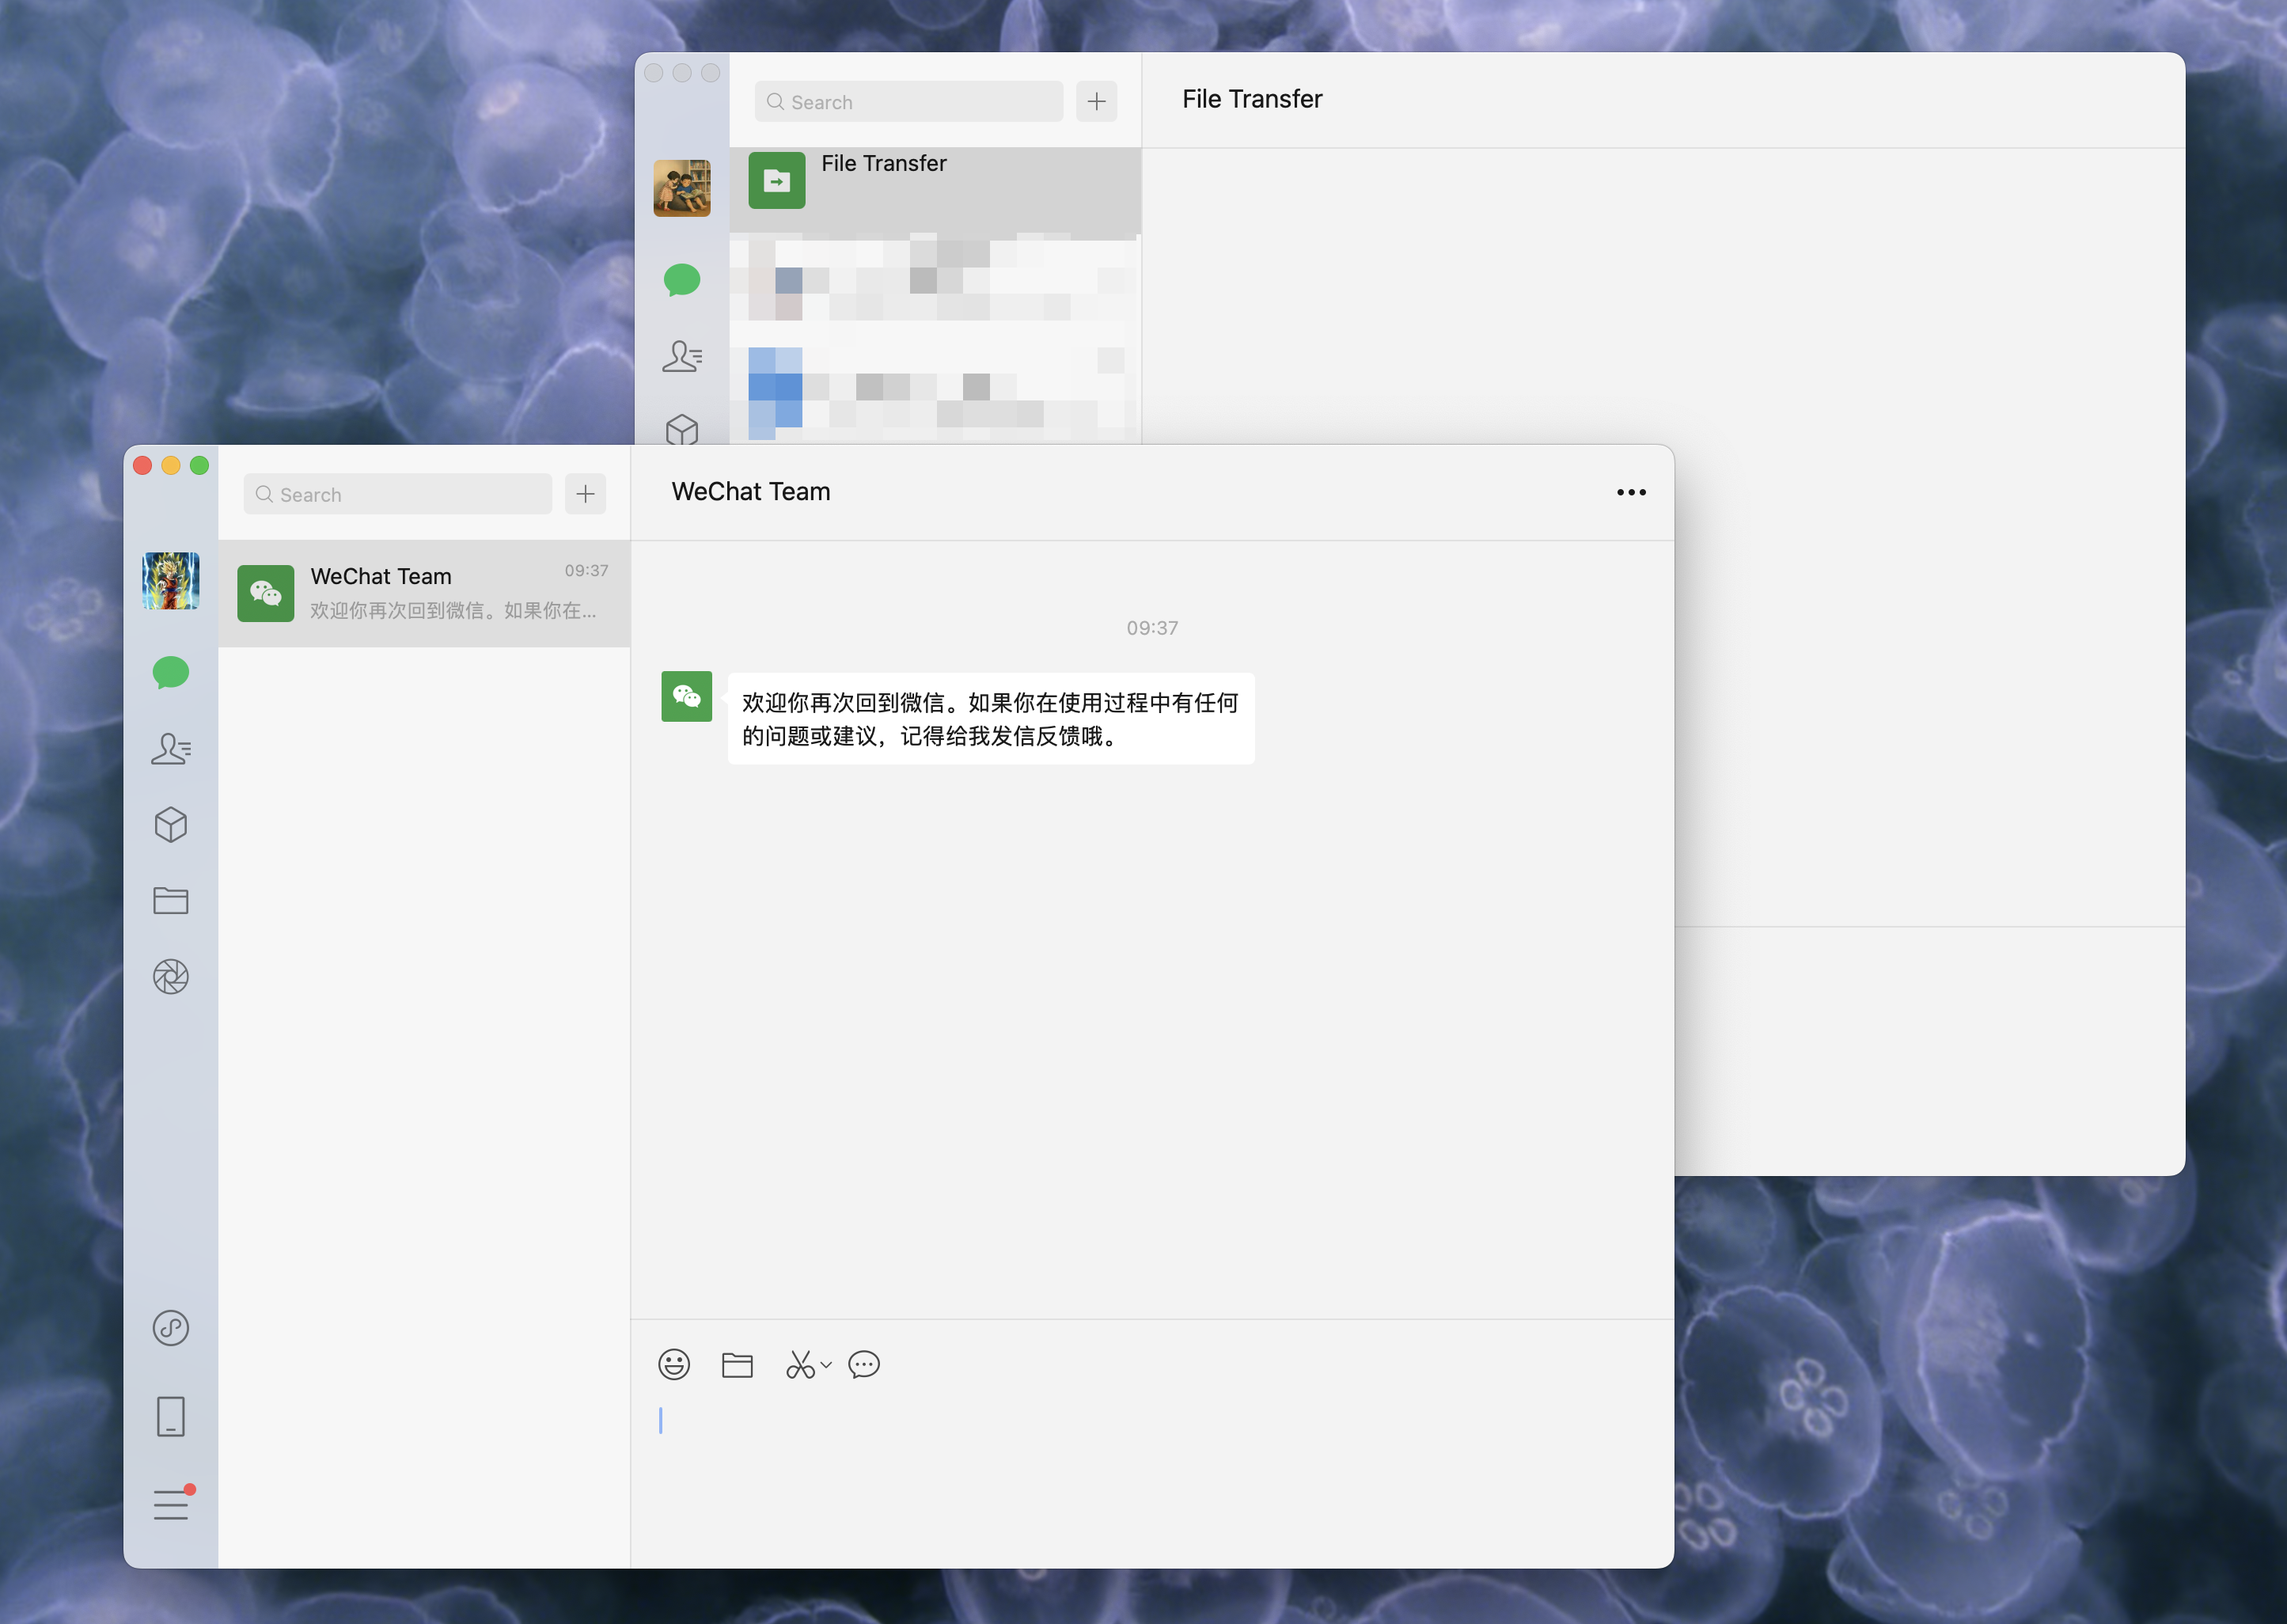 Search
File Transfer
File Transfer
Search
WeChat Team
WeChat Team
09:37
欢迎你再次回到微信。如果你在...
09:37
欢迎你再次回到微信。如果你在使用过程中有任何
的问题或建议，记得给我发信反馈哦。